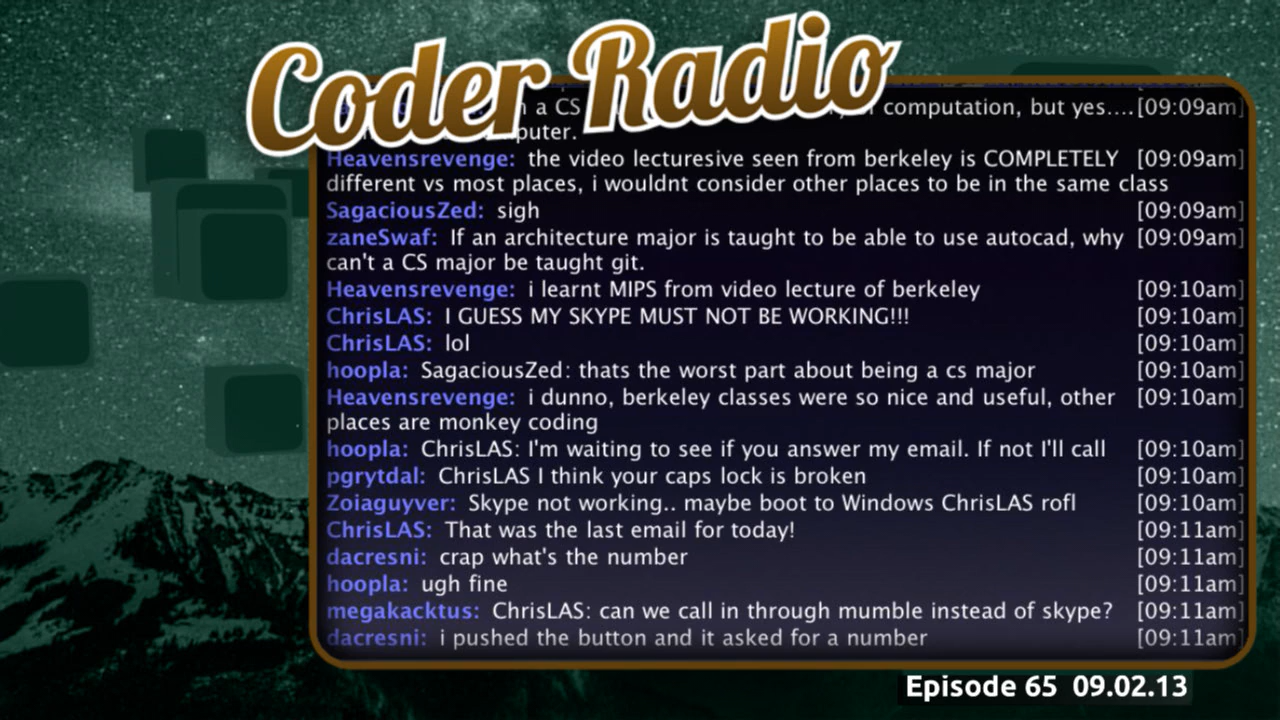 Coder Radio
a CS computation, but yes.... [09:09am]
Heavensrevenge: the video lecturesive seen from berkeley is COMPLETELY [09:09am]
different vs most places, i wouldnt consider other places to be in the same class
SagaciousZed: sigh [09:09am]
zaneSwaf: If an architecture major is taught to be able to use autocad, why [09:09am]
can't a CS major be taught git.
Heavensrevenge: i learnt MIPS from video lecture of berkeley [09:10am]
ChrisLAS: I GUESS MY SKYPE MUST NOT BE WORKING!!! [09:10am]
ChrisLAS: lol [09:10am]
hoopla: SagaciousZed: thats the worst part about being a cs major [09:10am]
Heavensrevenge: i dunno, berkeley classes were so nice and useful, other [09:10am]
places are monkey coding
hoopla: ChrisLAS: I'm waiting to see if you answer my email. If not I'll call [09:10am]
pgrytdal: ChrisLAS I think your caps lock is broken [09:10am]
Zoiaguyver: Skype not working.. maybe boot to Windows ChrisLAS rofl [09:10am]
ChrisLAS: That was the last email for today! [09:11am]
dacresni: crap what's the number [09:11am]
hoopla: ugh fine [09:11am]
megakacktus: ChrisLAS: can we call in through mumble instead of skype? [09:11am]
dacresni: i pushed the button and it asked for a number [09:11am]
Episode 65 09.02.13